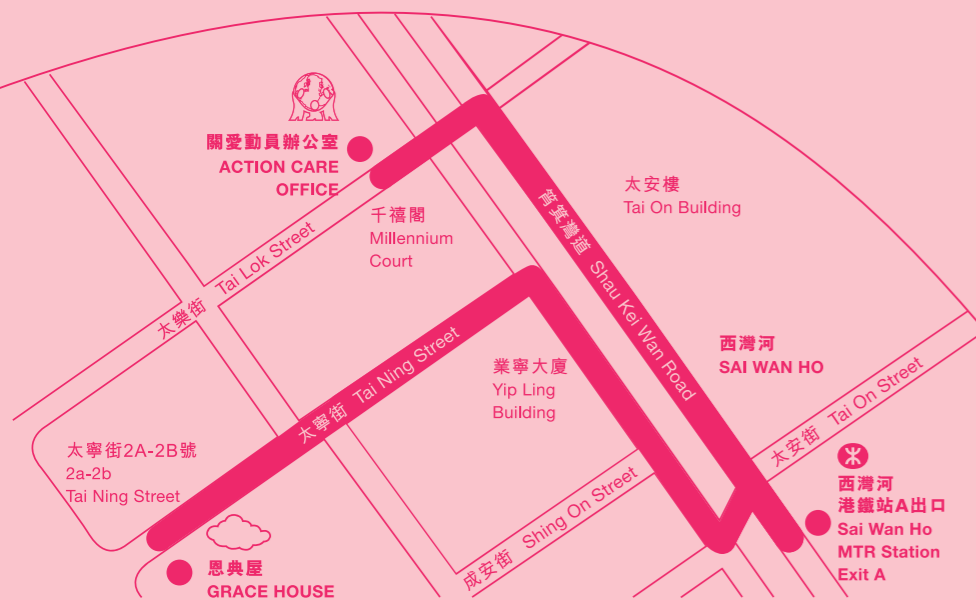 關愛動員辦公室
ACTION CARE
OFFICE
千禧閣
Millennium
Court
太樂街 Tai Lok Street
筲箕灣道 Shau Kei Wan Road
太安樓
Tai On Building
西灣河
SAI WAN HO
太寧街 Tai Ning Street
業寧大廈
Yip Ling
Building
太安街 Tai On Street
太寧街2A-2B號
2a-2b
Tai Ning Street
成安街 Shing On Street
西灣河
港鐵站A出口
Sai Wan Ho
MTR Station
Exit A
恩典屋
GRACE HOUSE